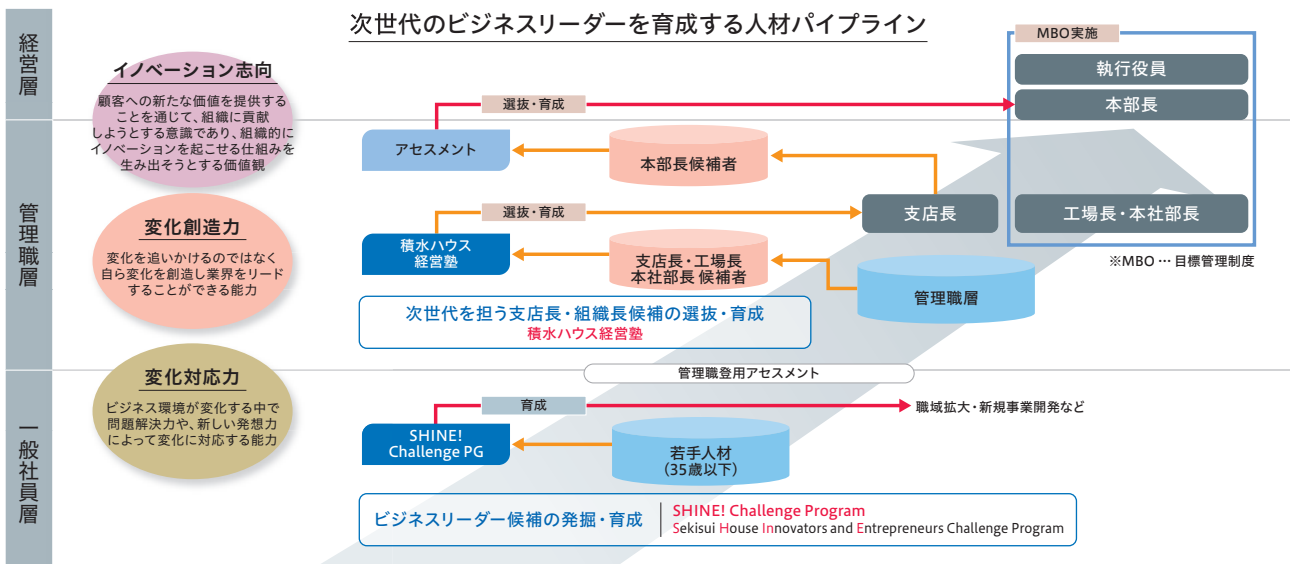 次世代のビジネスリーダーを育成する人材パイプライン
経営層
イノベーション志向
顧客への新たな価値を提供する
ことを通じて、組織に貢献
しようとする意識であり、組織的に
イノベーションを起こせる仕組みを
生み出そうとする価値観
MBO実施
執行役員
本部長
選抜・育成
アセスメント
本部長候補者
管理職層
変化創造力
変化を追いかけるのではなく
自ら変化を創造し業界をリード
することができる能力
選抜・育成
支店長
工場長・本社部長
積水ハウス
経営塾
支店長・工場長
本社部長 候補者
※MBO … 目標管理制度
管理職層
次世代を担う支店長・組織長候補の選抜・育成
積水ハウス経営塾
管理職登用アセスメント
一般社員層
変化対応力
ビジネス環境が変化する中で
問題解決力や、新しい発想力
によって変化に対応する能力
育成
職域拡大・新規事業開発など
SHINE!
Challenge PG
若手人材
(35歳以下)
ビジネスリーダー候補の発掘・育成
SHINE! Challenge Program
Sekisui House Innovators and Entrepreneurs Challenge Program